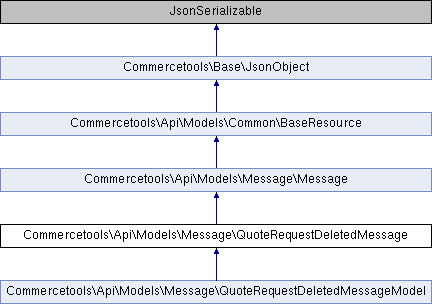 JsonSerializable
Commercetools\Base\JsonObject
Commercetools\Api\Models\Common\BaseResource
Commercetools\Api\Models\Message\Message
Commercetools\Api\Models\Message\QuoteRequestDeletedMessage
Commercetools\Api\Models\Message\QuoteRequestDeletedMessageModel